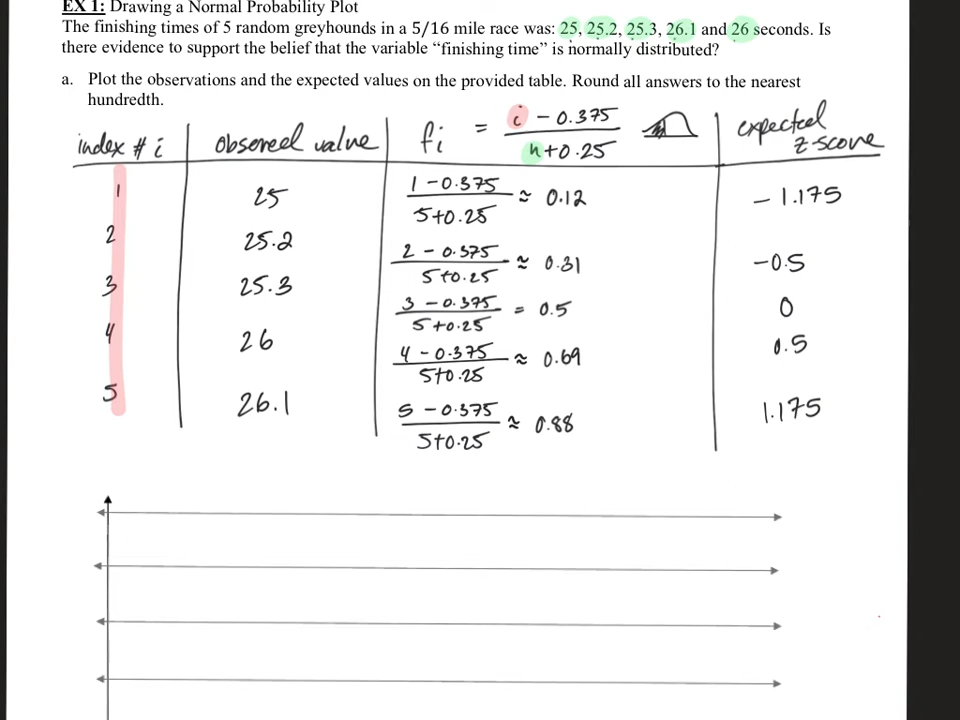 EX 1: Drawing a Normal Probability Plot
The finishing times of 5 random greyhounds in a 5/16 mile race was: 25, 25.2, 25.3, 26.1 and 26 seconds. Is
there evidence to support the belief that the variable “finishing time” is normally distributed?
a. Plot the observations and the expected values on the provided table. Round all answers to the nearest
hundredth.
index # i | obsereel value | fi = i - 0.375 / n+0.25 | expecteel z-score
1 | 25 | 1 - 0.375 / 5+0.25 ≈ 0.12 | - 1.175
2 | 25.2 | 2 - 0.375 / 5+0.25 ≈ 0.31 | -0.5
3 | 25.3 | 3 - 0.375 / 5+0.25 = 0.5 | 0
4 | 26 | 4 - 0.375 / 5+0.25 ≈ 0.69 | 0.5
5 | 26.1 | 5 - 0.375 / 5+0.25 ≈ 0.88 | 1.175